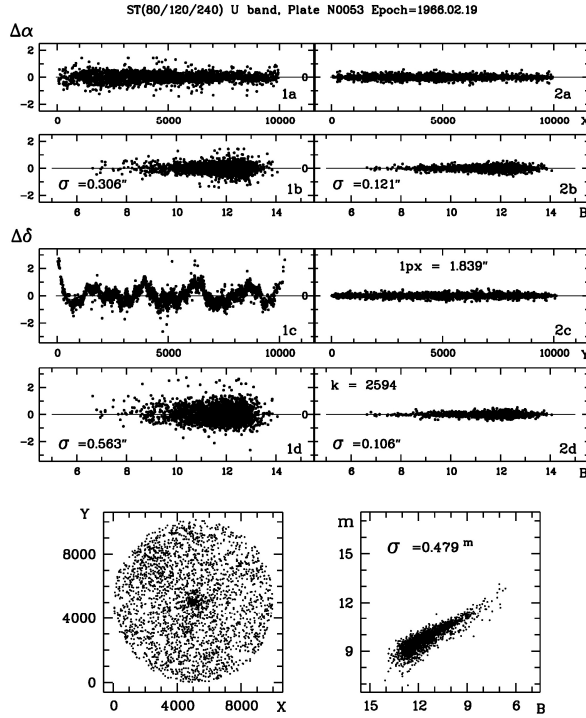 ST(80/120/240) U band, Plate N0053 Epoch=1966.02.19
Δα
2
0
−2
1a
2a
0 5000 10000 0 5000 10000 X
2
0
−2
σ =0.306" 1b
σ =0.121" 2b
6 8 10 12 14 6 8 10 12 14 B
Δδ
2
0
−2
1c
1px = 1.839"
2c
0 5000 10000 0 5000 10000 Y
2
0
−2
σ =0.563" 1d
k = 2594
σ =0.106" 2d
6 8 10 12 14 6 8 10 12 14 B
Y
8000
4000
0
0 4000 8000
X
m
σ =0.479 m
15
12
9
15 12 9 6
B